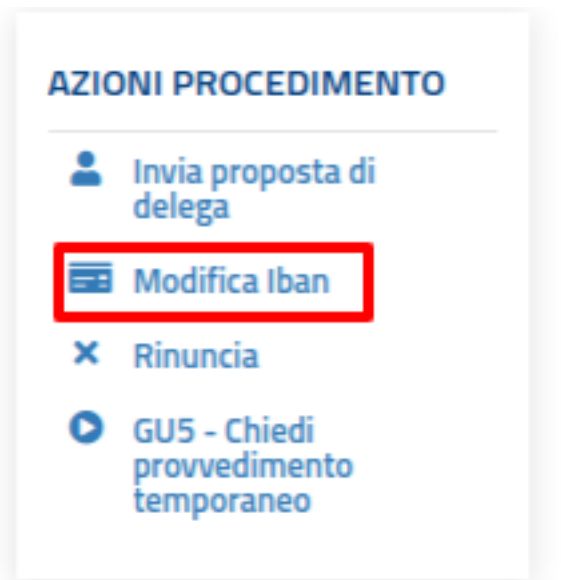 AZIONI PROCEDIMENTO
Invia proposta di
delega
Modifica Iban
Rinuncia
GU5 - Chiedi
provvedimento
temporaneo